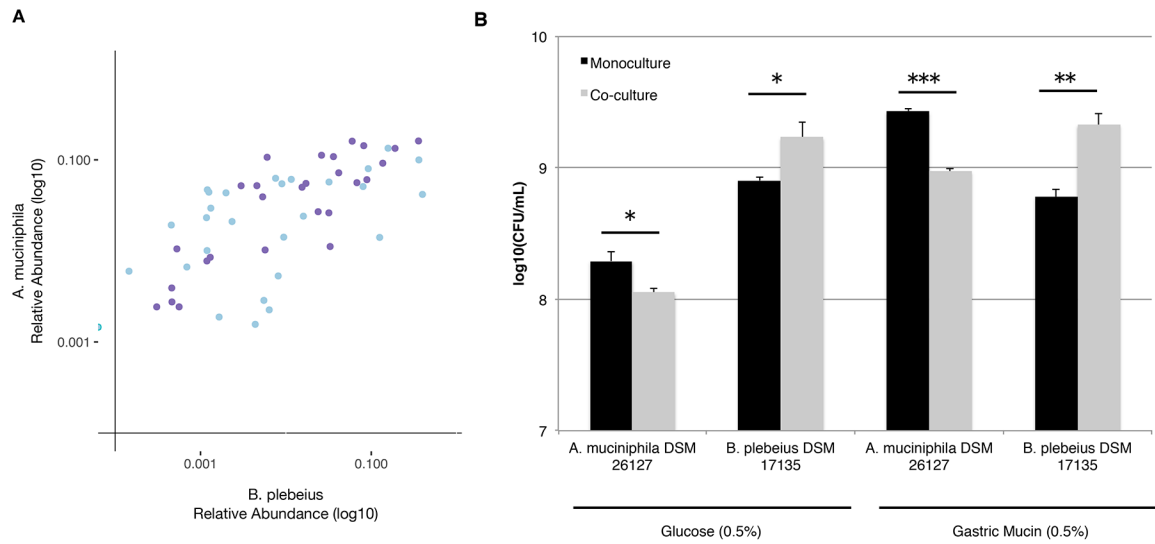 A
A. muciniphila
Relative Abundance (log10)
0.100
0.001
0.001
0.100
B. plebeius
Relative Abundance (log10)
B
log10(CFU/mL)
10
9
8
7
Monoculture
Co-culture
*
*
***
**
A. muciniphila DSM
26127
B. plebeius DSM
17135
A. muciniphila DSM
26127
B. plebeius DSM
17135
Glucose (0.5%)
Gastric Mucin (0.5%)